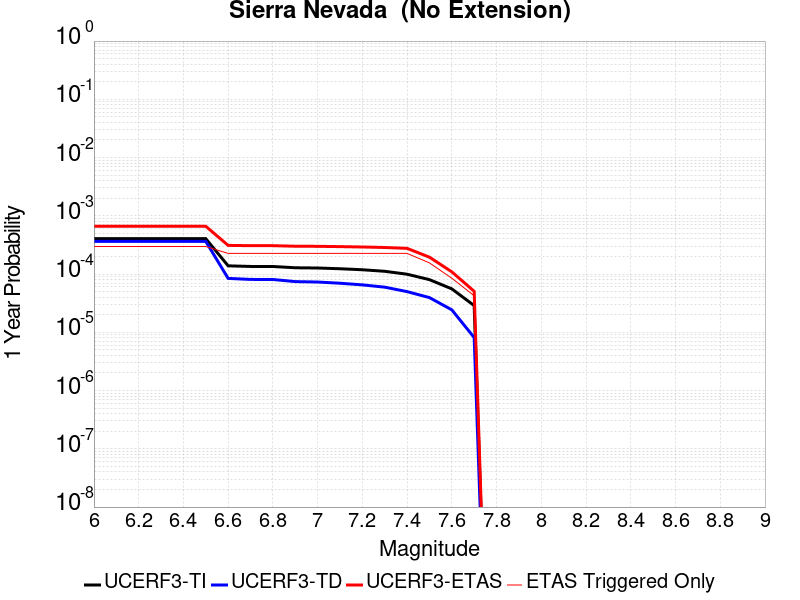 Sierra Nevada  (No Extension)
10 0
10 -1
10 -2
10 -3
10 -4
10 -5
10 -6
10 -7
10 -8
1 Year Probability
6 6.2 6.4 6.6 6.8 7 7.2 7.4 7.6 7.8 8 8.2 8.4 8.6 8.8 9
Magnitude
UCERF3-TI UCERF3-TD UCERF3-ETAS ETAS Triggered Only